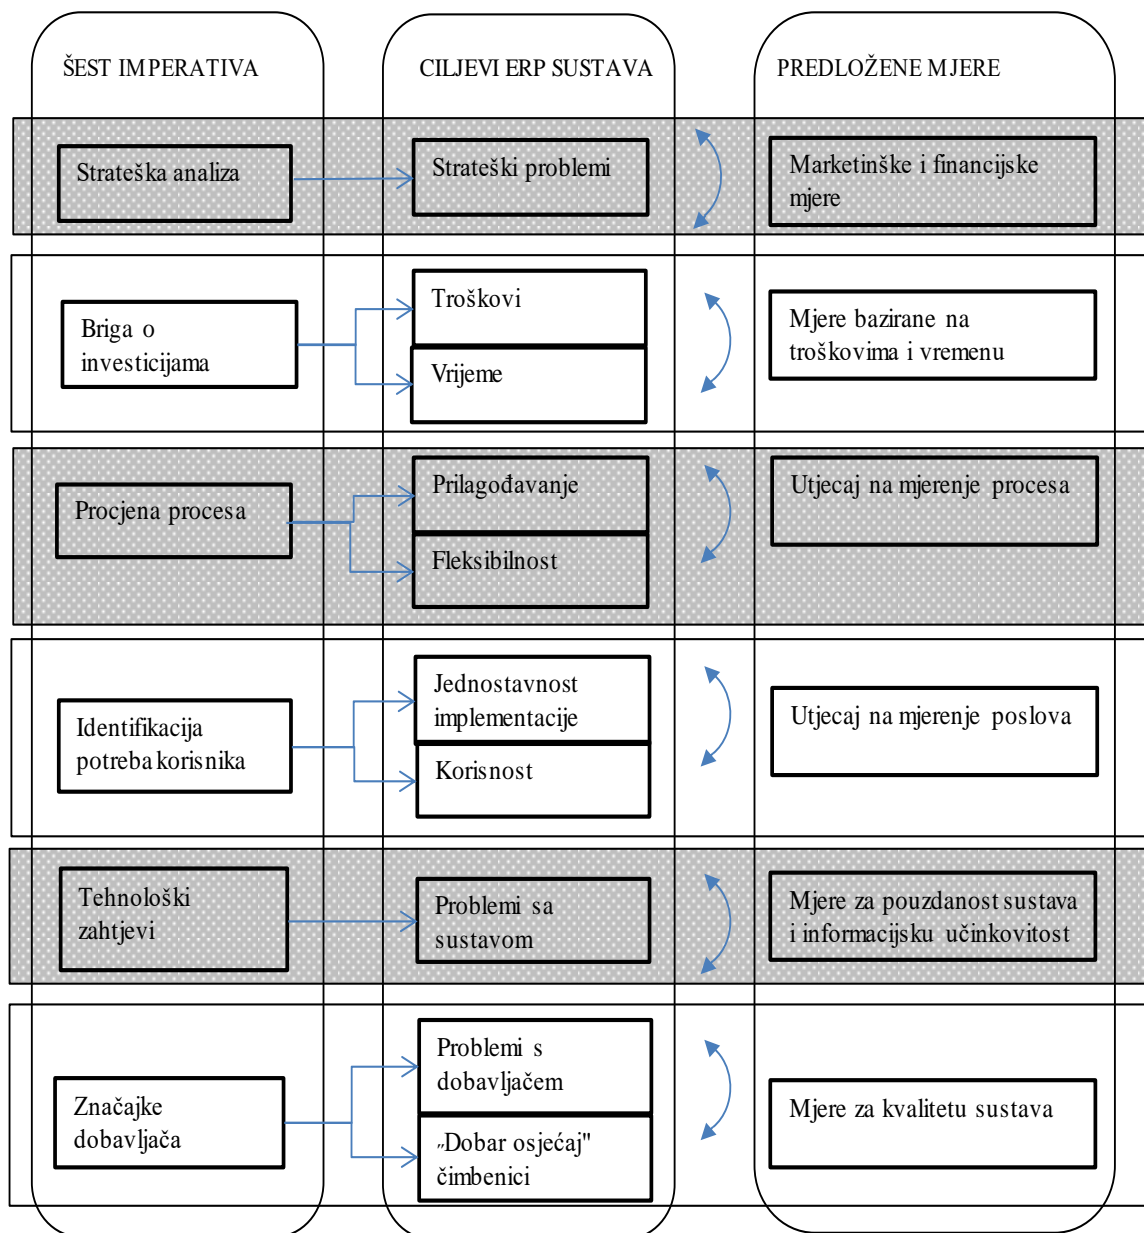 ŠEST IMPERATIVA
CILJEVI ERP SUSTAVA
PREDLOŽENE MJERE
Strateška analiza
Strateški problemi
Marketinške i financijske
mjere
Briga o
investicijama
Troškovi
Vrijeme
Mjere bazirane na
troškovima i vremenu
Procjena procesa
Prilagođavanje
Fleksibilnost
Utjecaj na mjerenje procesa
Identifikacija
potreba korisnika
Jednostavnost
implementacije
Korisnost
Utjecaj na mjerenje poslova
Tehnološki
zahtjevi
Problemi sa
sustavom
Mjere za pouzdanost sustava
i informacijsku učinkovitost
Značajke
dobavljača
Problemi s
dobavljačem
„Dobar osjećaj"
čimbenici
Mjere za kvalitetu sustava